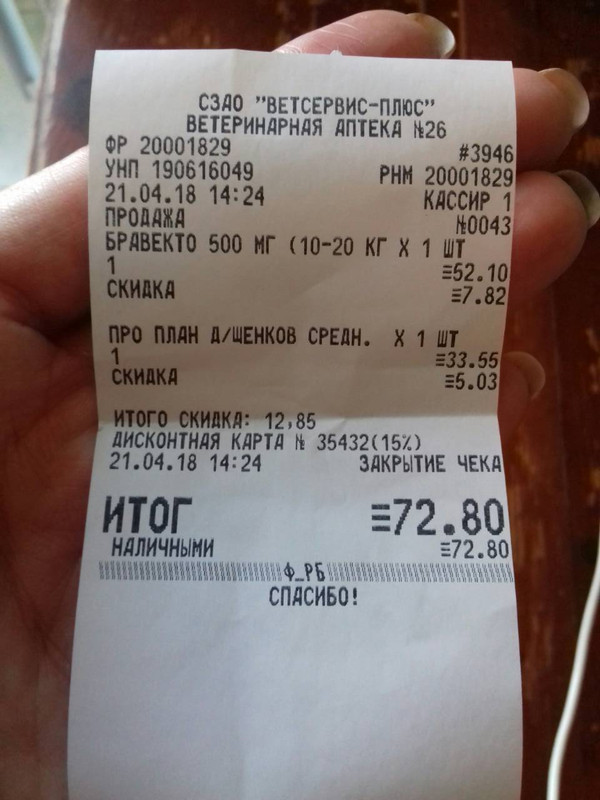 СЗАО "ВЕТСЕРВИС-ПЛЮС"
ВЕТЕРИНАРНАЯ АПТЕКА №26
ФР 20001829 #3946
УНП 190616049 РНМ 20001829
21.04.18 14:24 КАССИР 1
ПРОДАЖА №0043
БРАВЕКТО 500 МГ (10-20 КГ X 1 ШТ
1 ≡52.10
СКИДКА ≡7.82
ПРО ПЛАН Д/ЩЕНКОВ СРЕДН. X 1 ШТ
1 ≡33.55
СКИДКА ≡5.03
ИТОГО СКИДКА: 12,85
ДИСКОНТНАЯ КАРТА № 35432(15%)
21.04.18 14:24 ЗАКРЫТИЕ ЧЕКА
ИТОГ ≡72.80
НАЛИЧНЫМИ ≡72.80
Ф_РБ
СПАСИБО!